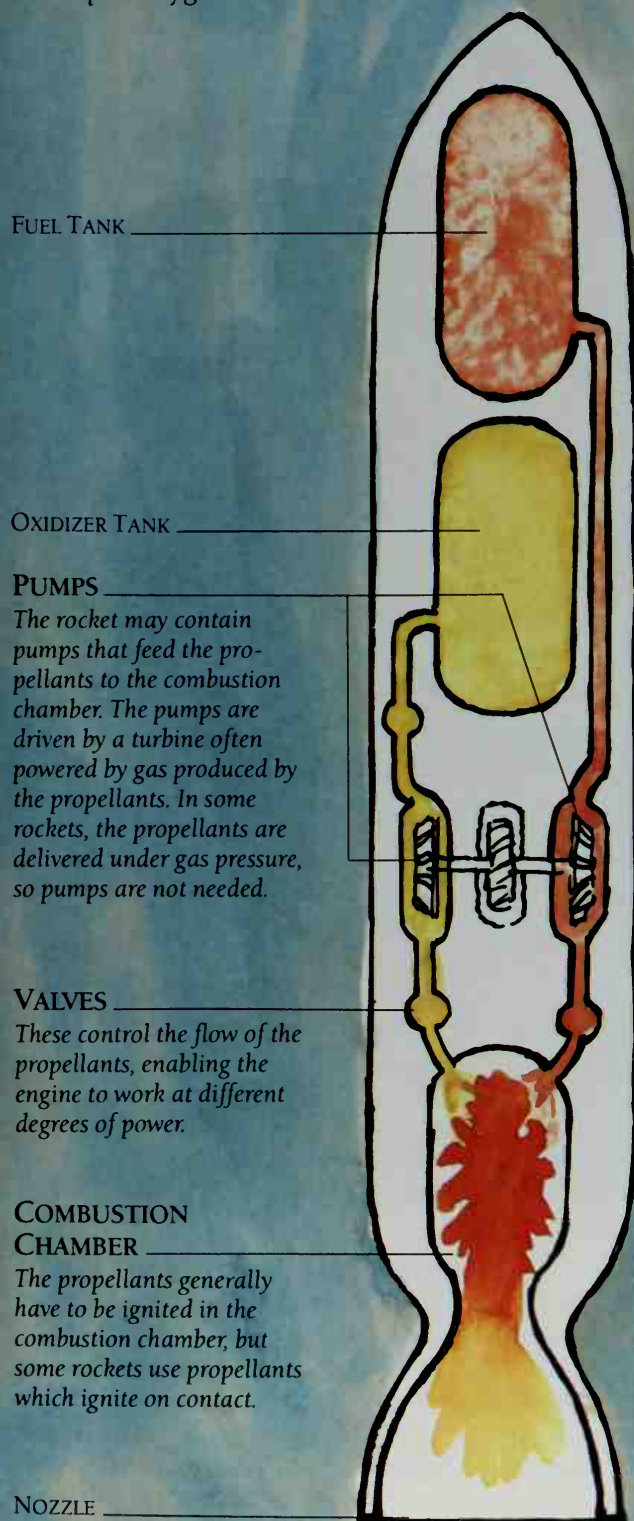 FUEL TANK
OXIDIZER TANK
PUMPS
The rocket may contain
pumps that feed the pro-
pellants to the combustion
chamber. The pumps are
driven by a turbine often
powered by gas produced by
the propellants. In some
rockets, the propellants are
delivered under gas pressure,
so pumps are not needed.
VALVES
These control the flow of the
propellants, enabling the
engine to work at different
degrees of power.
COMBUSTION
CHAMBER
The propellants generally
have to be ignited in the
combustion chamber, but
some rockets use propellants
which ignite on contact.
NOZZLE